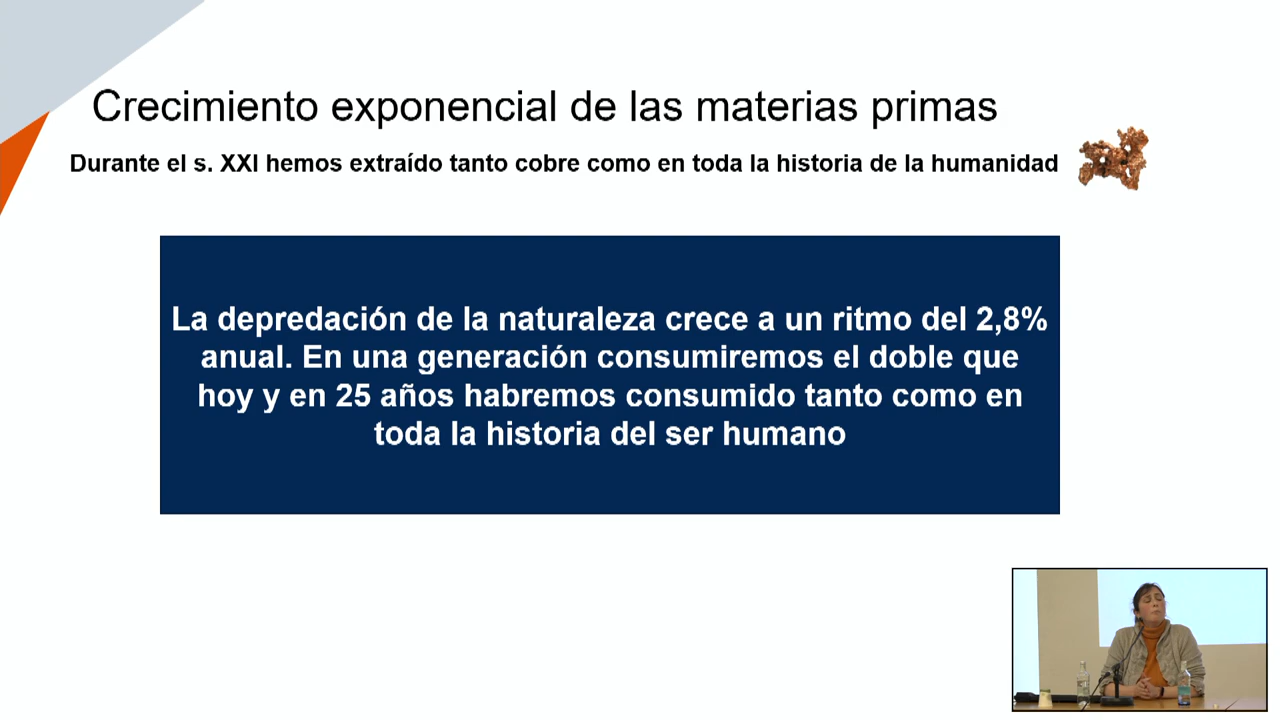 Crecimiento exponencial de las materias primas
Durante el s. XXI hemos extraído tanto cobre como en toda la historia de la humanidad
La depredación de la naturaleza crece a un ritmo del 2,8%
anual. En una generación consumiremos el doble que
hoy y en 25 años habremos consumido tanto como en
toda la historia del ser humano